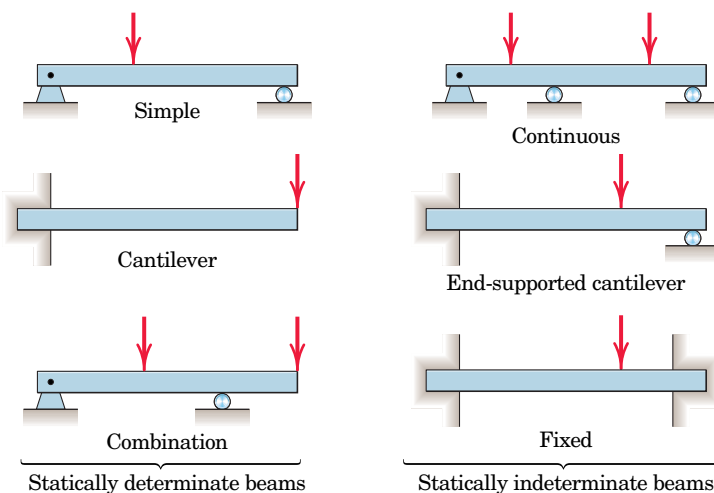 Simple
Continuous
Cantilever
End-supported cantilever
Combination
Fixed
Statically determinate beams
Statically indeterminate beams